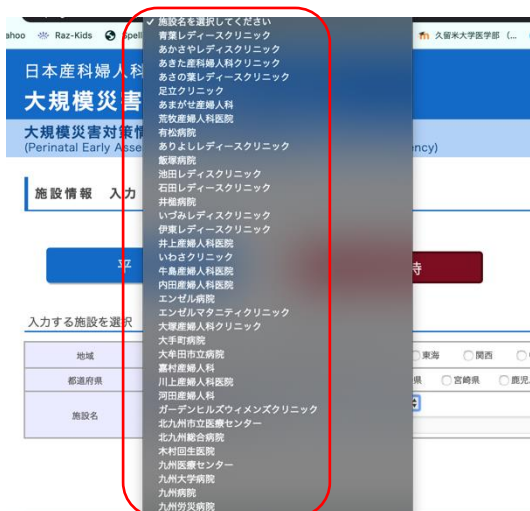 ahoo Raz-Kids Spell
久留米大学医学部 (...
日本産科婦人科
大規模災害
大規模災害対策情
(Perinatal Early Asse
ncy)
施設情報 入力
平
時
入力する施設を選択
地域
東海
関西
都道府県
県
宮崎県
鹿児
施設名
✓ 施設名を選択してください
青葉レディースクリニック
あかさやレディースクリニック
あきた産科婦人科クリニック
あさの葉レディースクリニック
足立クリニック
あまがせ産婦人科
荒牧産婦人科医院
有松病院
ありよしレディースクリニック
飯塚病院
池田レディスクリニック
石田レディースクリニック
井槌病院
いづみレディスクリニック
伊東レディースクリニック
井上産婦人科医院
いわさクリニック
牛島産婦人科医院
内田産婦人科医院
エンゼル病院
エンゼルマタニティクリニック
大塚産婦人科クリニック
大手町病院
大牟田市立病院
嘉村産婦人科
川上産婦人科医院
河田産婦人科
ガーデンヒルズウィメンズクリニック
北九州市立医療センター
北九州総合病院
木村回生医院
九州医療センター
九州大学病院
九州病院
九州労災病院